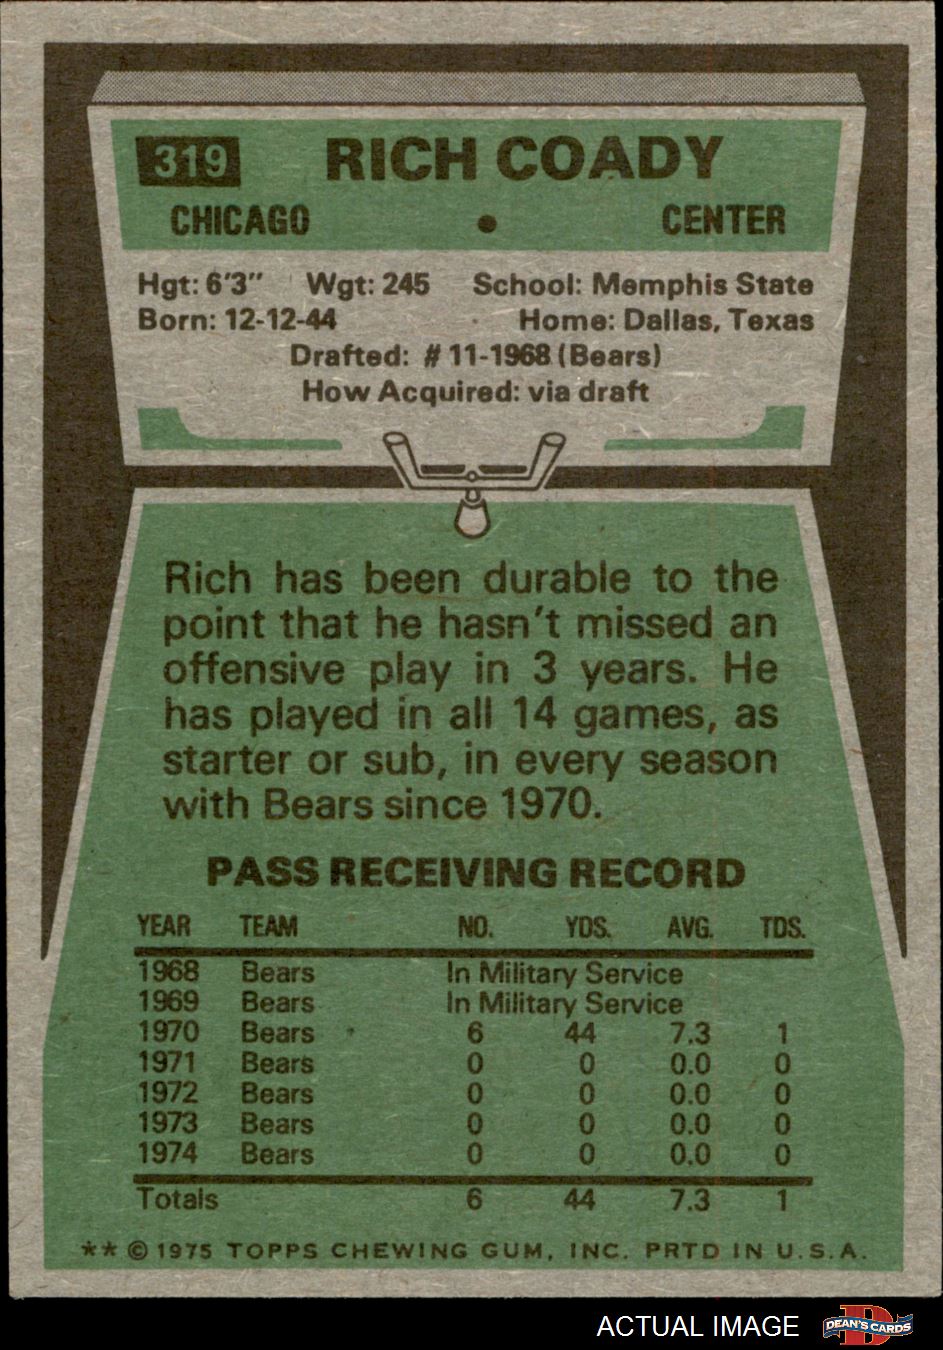 319 RICH COADY
CHICAGO • CENTER
Hgt: 6'3" Wgt: 245 School: Memphis State
Born: 12-12-44 Home: Dallas, Texas
Drafted: # 11-1968 (Bears)
How Acquired: via draft
Rich has been durable to the
point that he hasn't missed an
offensive play in 3 years. He
has played in all 14 games, as
starter or sub, in every season
with Bears since 1970.
PASS RECEIVING RECORD
YEAR TEAM NO. YDS. AVG. TDS.
1968 Bears In Military Service
1969 Bears In Military Service
1970 Bears 6 44 7.3 1
1971 Bears 0 0 0.0 0
1972 Bears 0 0 0.0 0
1973 Bears 0 0 0.0 0
1974 Bears 0 0 0.0 0
Totals 6 44 7.3 1
** © 1975 TOPPS CHEWING GUM, INC. PRTD IN U.S.A.
ACTUAL IMAGE DEAN'S CARDS